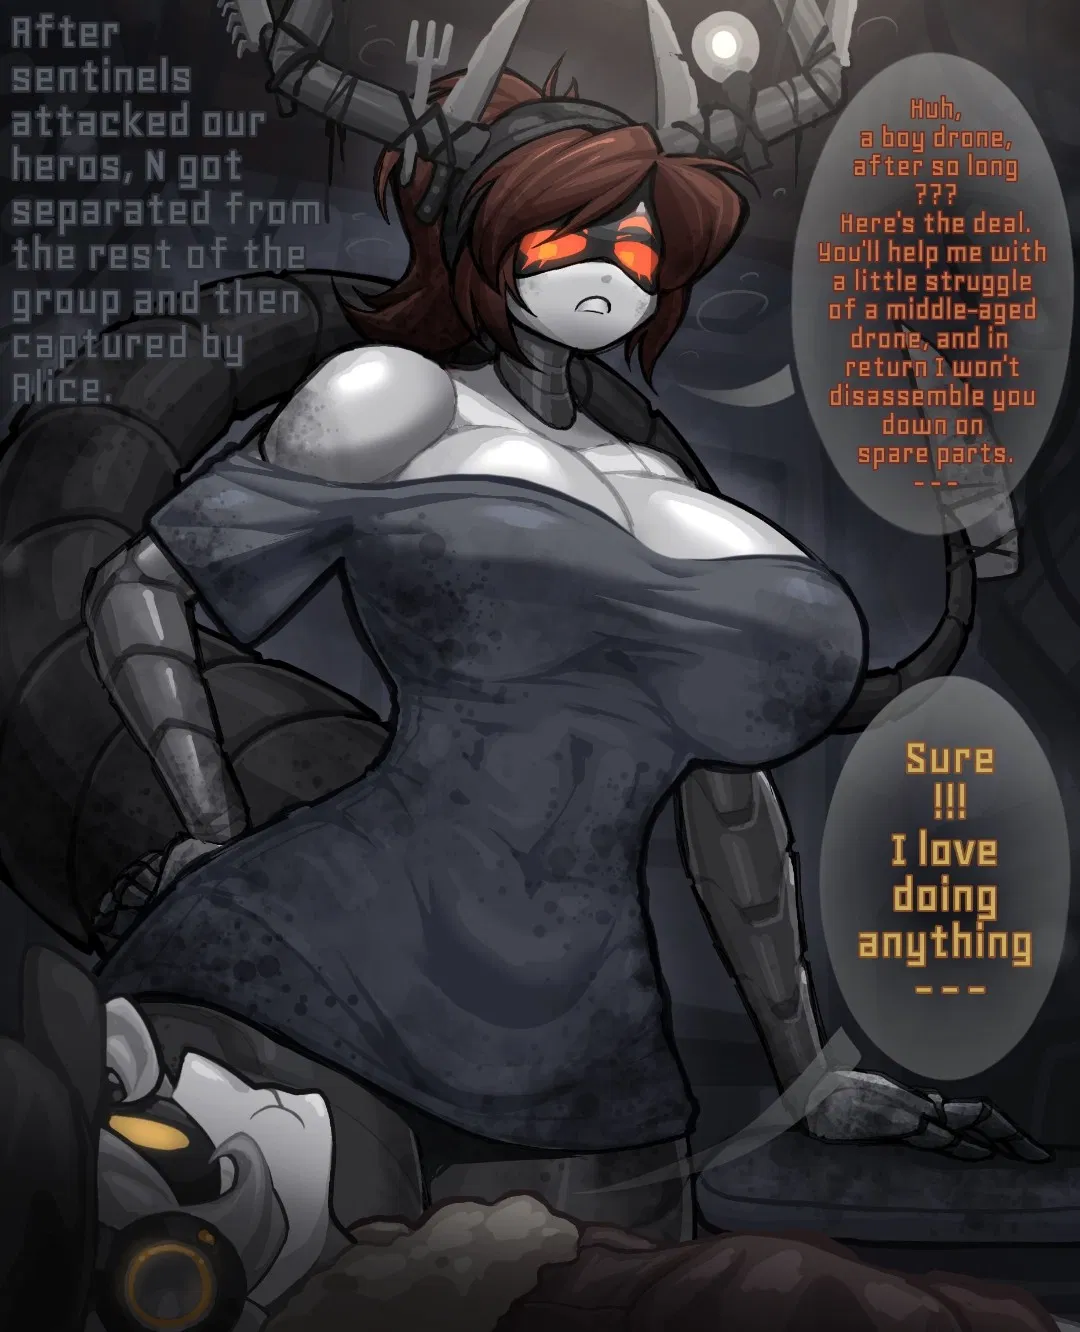 After
sentinels
attacked our
heros, N got
separated from
the rest of the
group and then
captured by
Alice.
Huh,
a boy drone,
after so long
???
Here's the deal.
You'll help me with
a little struggle
of a middle-aged
drone, and in
return I won't
disassemble you
down on
spare parts.
---
Sure
!!!
I love
doing
anything
---